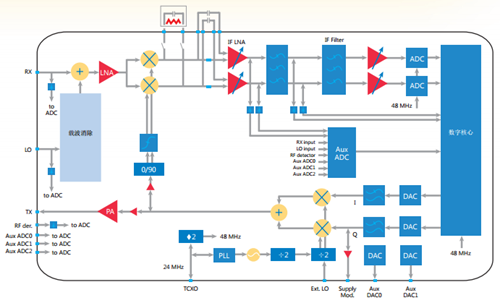 IF LNA
IF Filter
RX
LNA
ADC
ADC
to
ADC
48 MHz
载波消除
数字核心
RX input
LO input
RF detector
Aux ADC0
Aux ADC1
Aux ADC2
Aux
ADC
LO
to ADC
0/90
TX
PA
I
DAC
RF det.
to ADC
Aux ADC0
to ADC
Aux ADC1
to ADC
Aux ADC2
to ADC
Q
DAC
÷2
48 MHz
24 MHz
PLL
÷2
÷2
DAC
DAC
48 MHz
TCXO
Ext. LO
Supply
Mod.
Aux
DAC0
Aux
DAC1